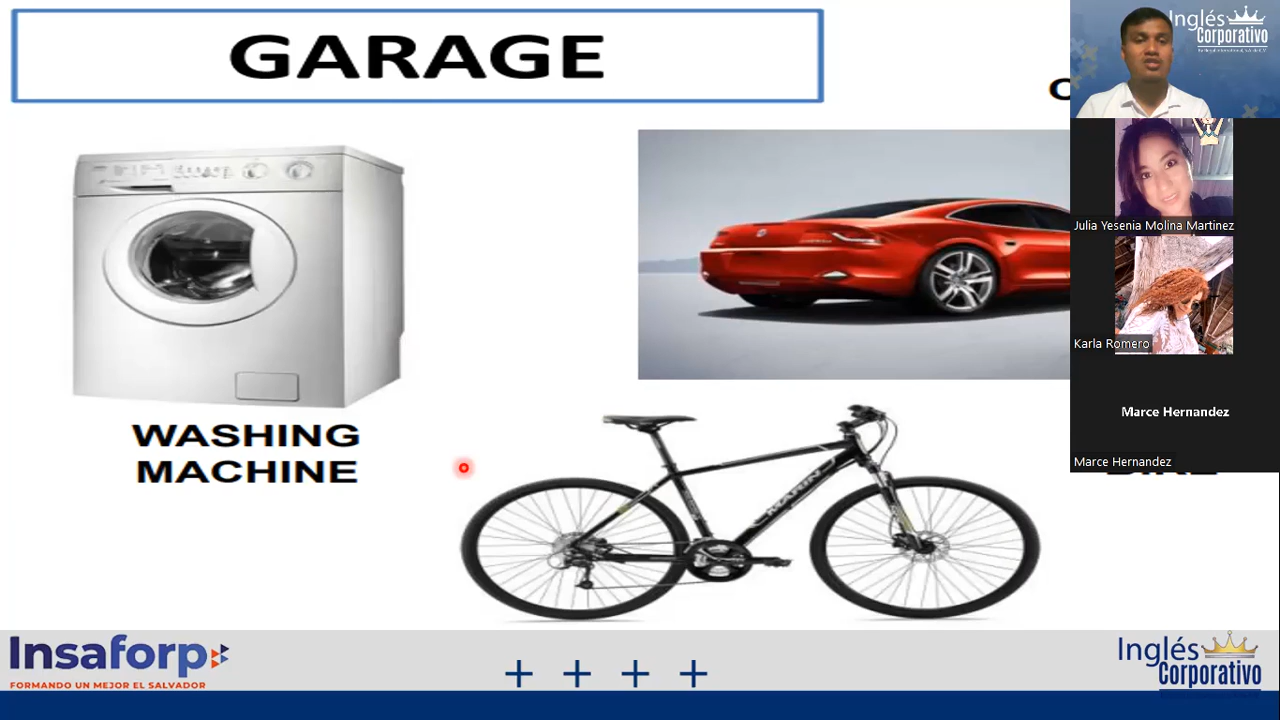 GARAGE
Inglés
Corporativo
Julia Yesenia Molina Martinez
Karla Romero
Marce Hernandez
Marce Hernandez
WASHING
MACHINE
MARIN
Insaforp
FORMANDO UN MEJOR EL SALVADOR
Inglés
Corporativo